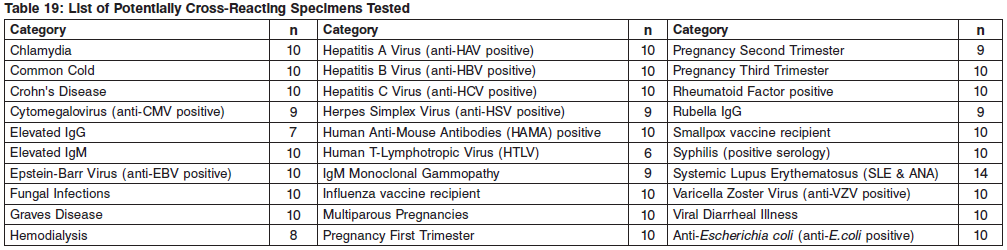 Table 19: List of Potentially Cross-Reacting Specimens Tested
Category n Category n Category n
Chlamydia 10 Hepatitis A Virus (anti-HAV positive) 10 Pregnancy Second Trimester 9
Common Cold 10 Hepatitis B Virus (anti-HBV positive) 10 Pregnancy Third Trimester 10
Crohn's Disease 10 Hepatitis C Virus (anti-HCV positive) 10 Rheumatoid Factor positive 10
Cytomegalovirus (anti-CMV positive) 9 Herpes Simplex Virus (anti-HSV positive) 9 Rubella IgG 9
Elevated IgG 7 Human Anti-Mouse Antibodies (HAMA) positive 10 Smallpox vaccine recipient 10
Elevated IgM 10 Human T-Lymphotropic Virus (HTLV) 6 Syphilis (positive serology) 10
Epstein-Barr Virus (anti-EBV positive) 10 IgM Monoclonal Gammopathy 9 Systemic Lupus Erythematosus (SLE & ANA) 14
Fungal Infections 10 Influenza vaccine recipient 10 Varicella Zoster Virus (anti-VZV positive) 10
Graves Disease 10 Multiparous Pregnancies 10 Viral Diarrheal Illness 10
Hemodialysis 8 Pregnancy First Trimester 10 Anti-Escherichia coli (anti-E.coli positive) 10